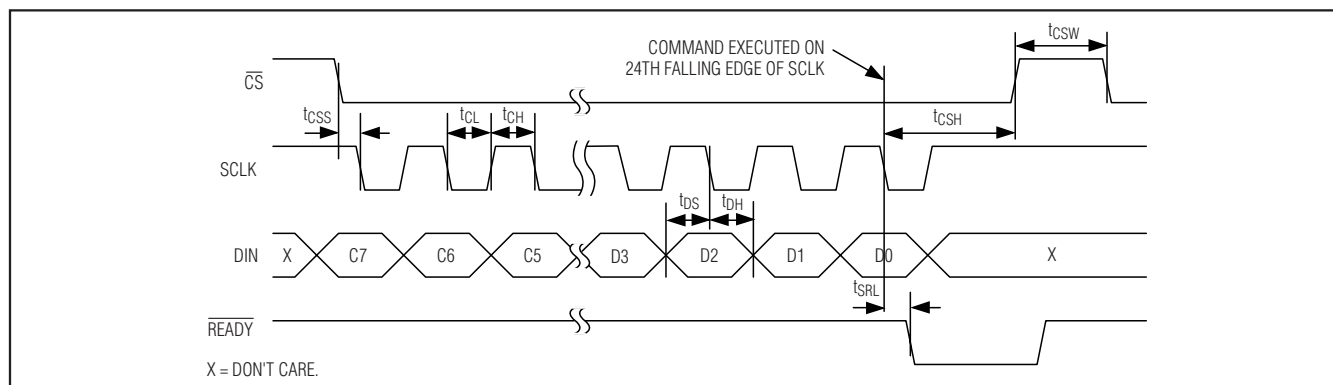 COMMAND EXECUTED ON
24TH FALLING EDGE OF SCLK
tCSW
CS
tCSS
tCL
tCH
tCSH
SCLK
tDS
tDH
DIN
X
C7
C6
C5
D3
D2
D1
D0
X
tSRL
READY
X = DON'T CARE.